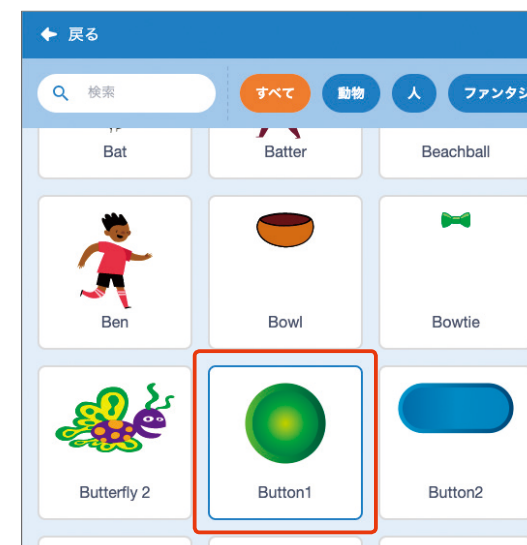 戻る
検索
すべて
動物
人
ファンタジ
Bat
Batter
Beachball
Ben
Bowl
Bowtie
Butterfly 2
Button1
Button2